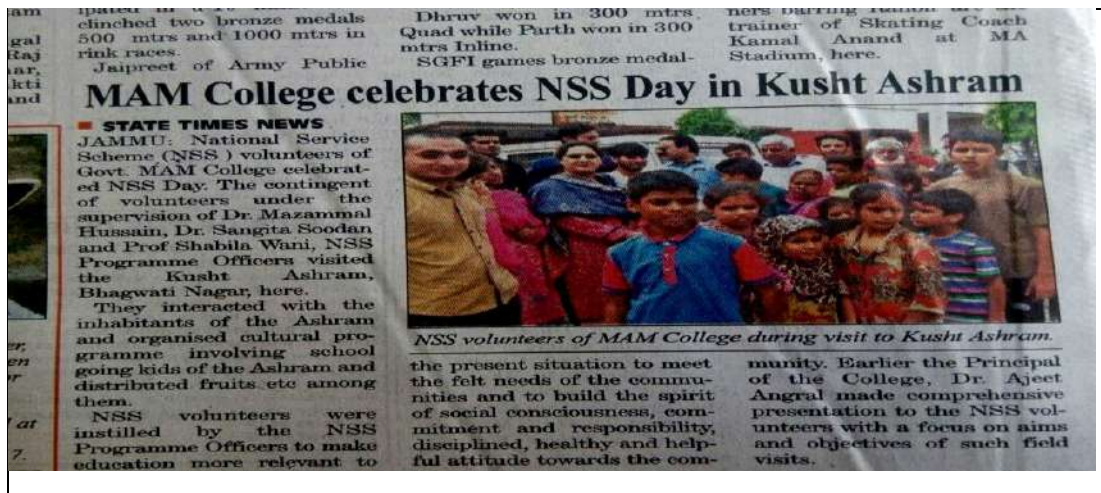 clinched two bronze medals
500 mtrs and 1000 mtrs in
rink races.
Jaipreet of Army Public
Dhruv won in 300 mtrs
Quad while Parth won in 300
mtrs Inline.
SGFI games bronze medal-
trainer of Skating Coach
Kamal Anand at MA
Stadium, here.
gal
Raj
kti
and
MAM College celebrates NSS Day in Kusht Ashram
STATE TIMES NEWS
JAMMU: National Service
Scheme (NSS ) volunteers of
Govt. MAM College celebrat-
ed NSS Day. The contingent
of volunteers under the
supervision of Dr. Mazammal
Hussain, Dr. Sangita Soodan
and Prof Shabila Wani, NSS
Programme Officers visited
the Kusht Ashram,
Bhagwati Nagar, here.
They interacted with the
inhabitants of the Ashram
and organised cultural pro-
gramme involving school
going kids of the Ashram and
distributed fruits etc among
them.
NSS volunteers were
instilled by the NSS
Programme Officers to make
education more relevant to
NSS volunteers of MAM College during visit to Kusht Ashram.
the present situation to meet
the felt needs of the commu-
nities and to build the spirit
of social consciousness, com-
mitment and responsibility,
disciplined, healthy and help-
ful attitude towards the com-
munity. Earlier the Principal
of the College, Dr. Ajeet
Angral made comprehensive
presentation to the NSS vol-
unteers with a focus on aims
and objectives of such field
visits.
at
7.